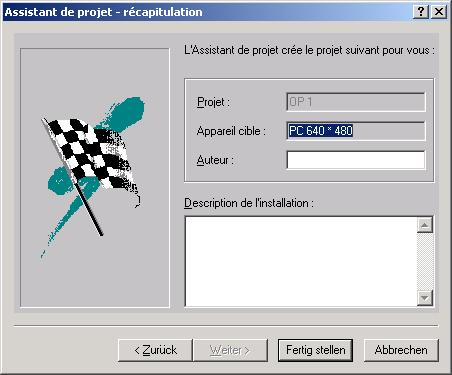 Assistant de projet - récapitulation
L'Assistant de projet crée le projet suivant pour vous :
Projet : OP 1
Appareil cible : PC 640 * 480
Auteur :
Description de l'installation :
< Zurück Weiter > Fertig stellen Abbrechen